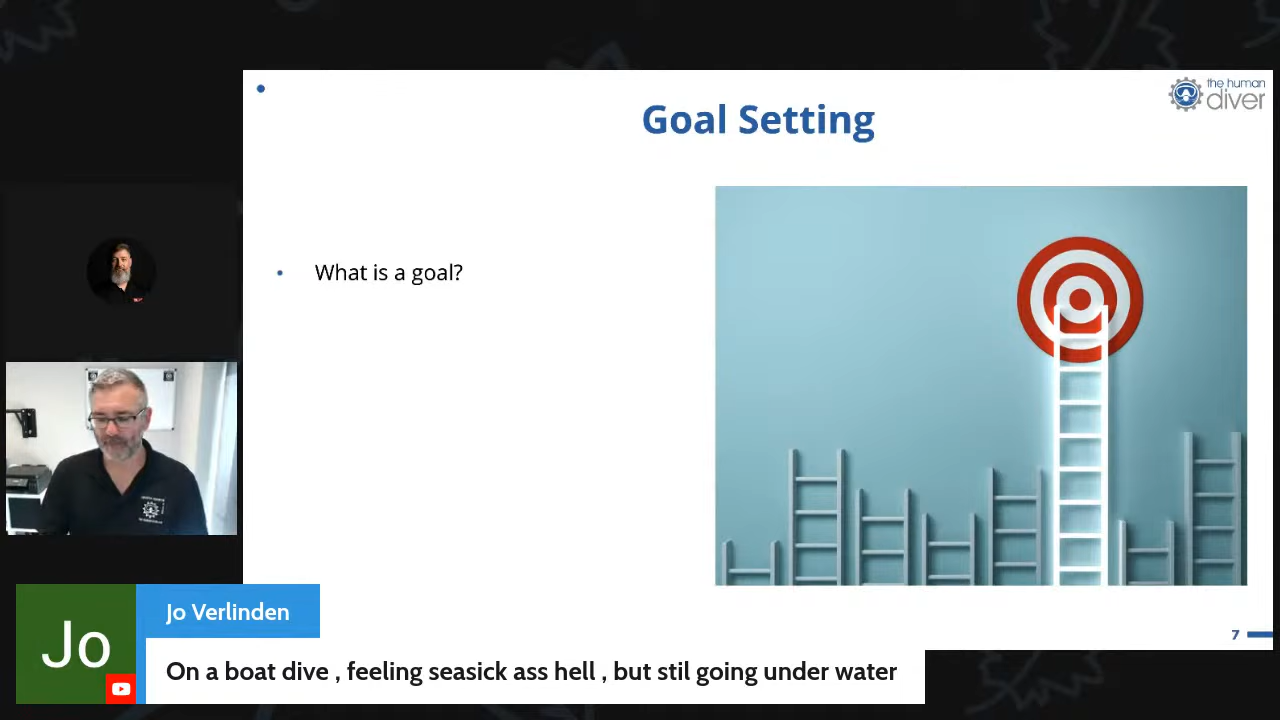 Goal Setting
the human
diver
• What is a goal?
7
Jo
Jo Verlinden
On a boat dive , feeling seasick ass hell , but stil going under water